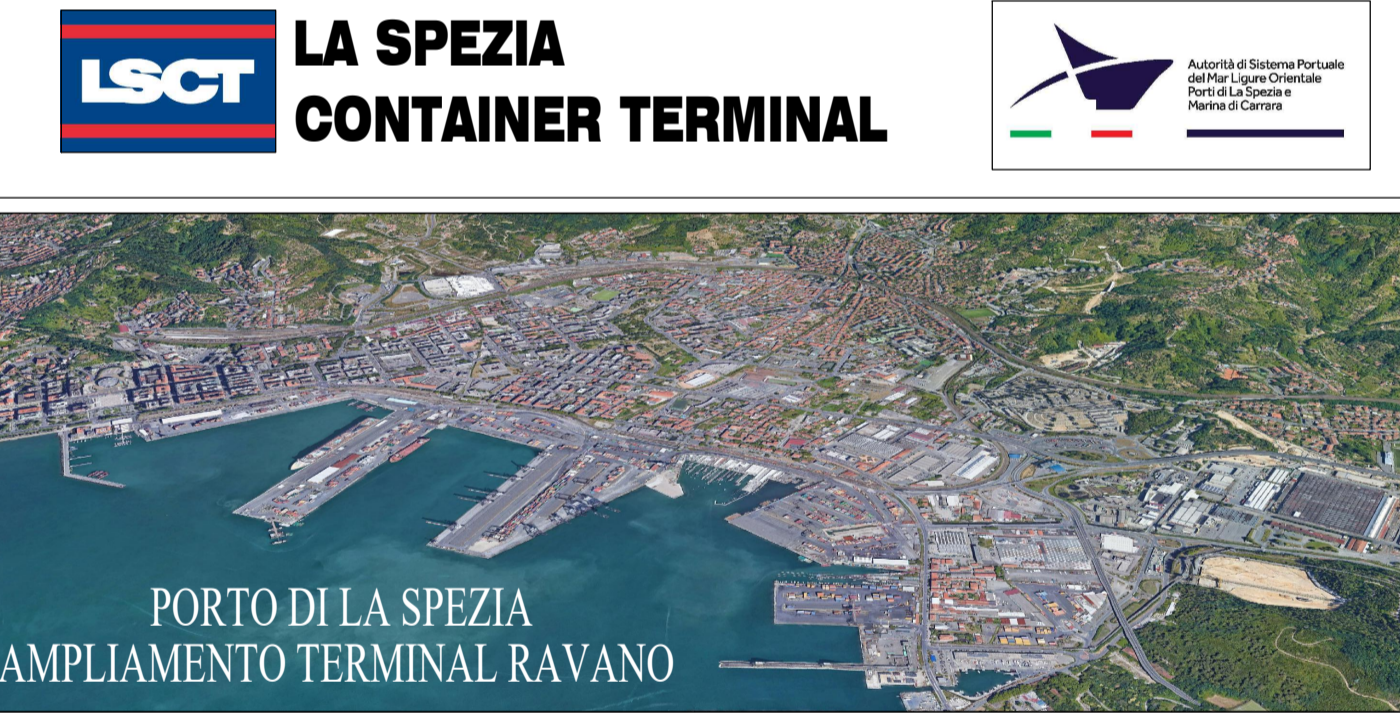 LSCT
LA SPEZIA
CONTAINER TERMINAL
Autorità di Sistema Portuale
del Mar Ligure Orientale
Porti di La Spezia e
Marina di Carrara
PORTO DI LA SPEZIA
AMPLIAMENTO TERMINAL RAVANO